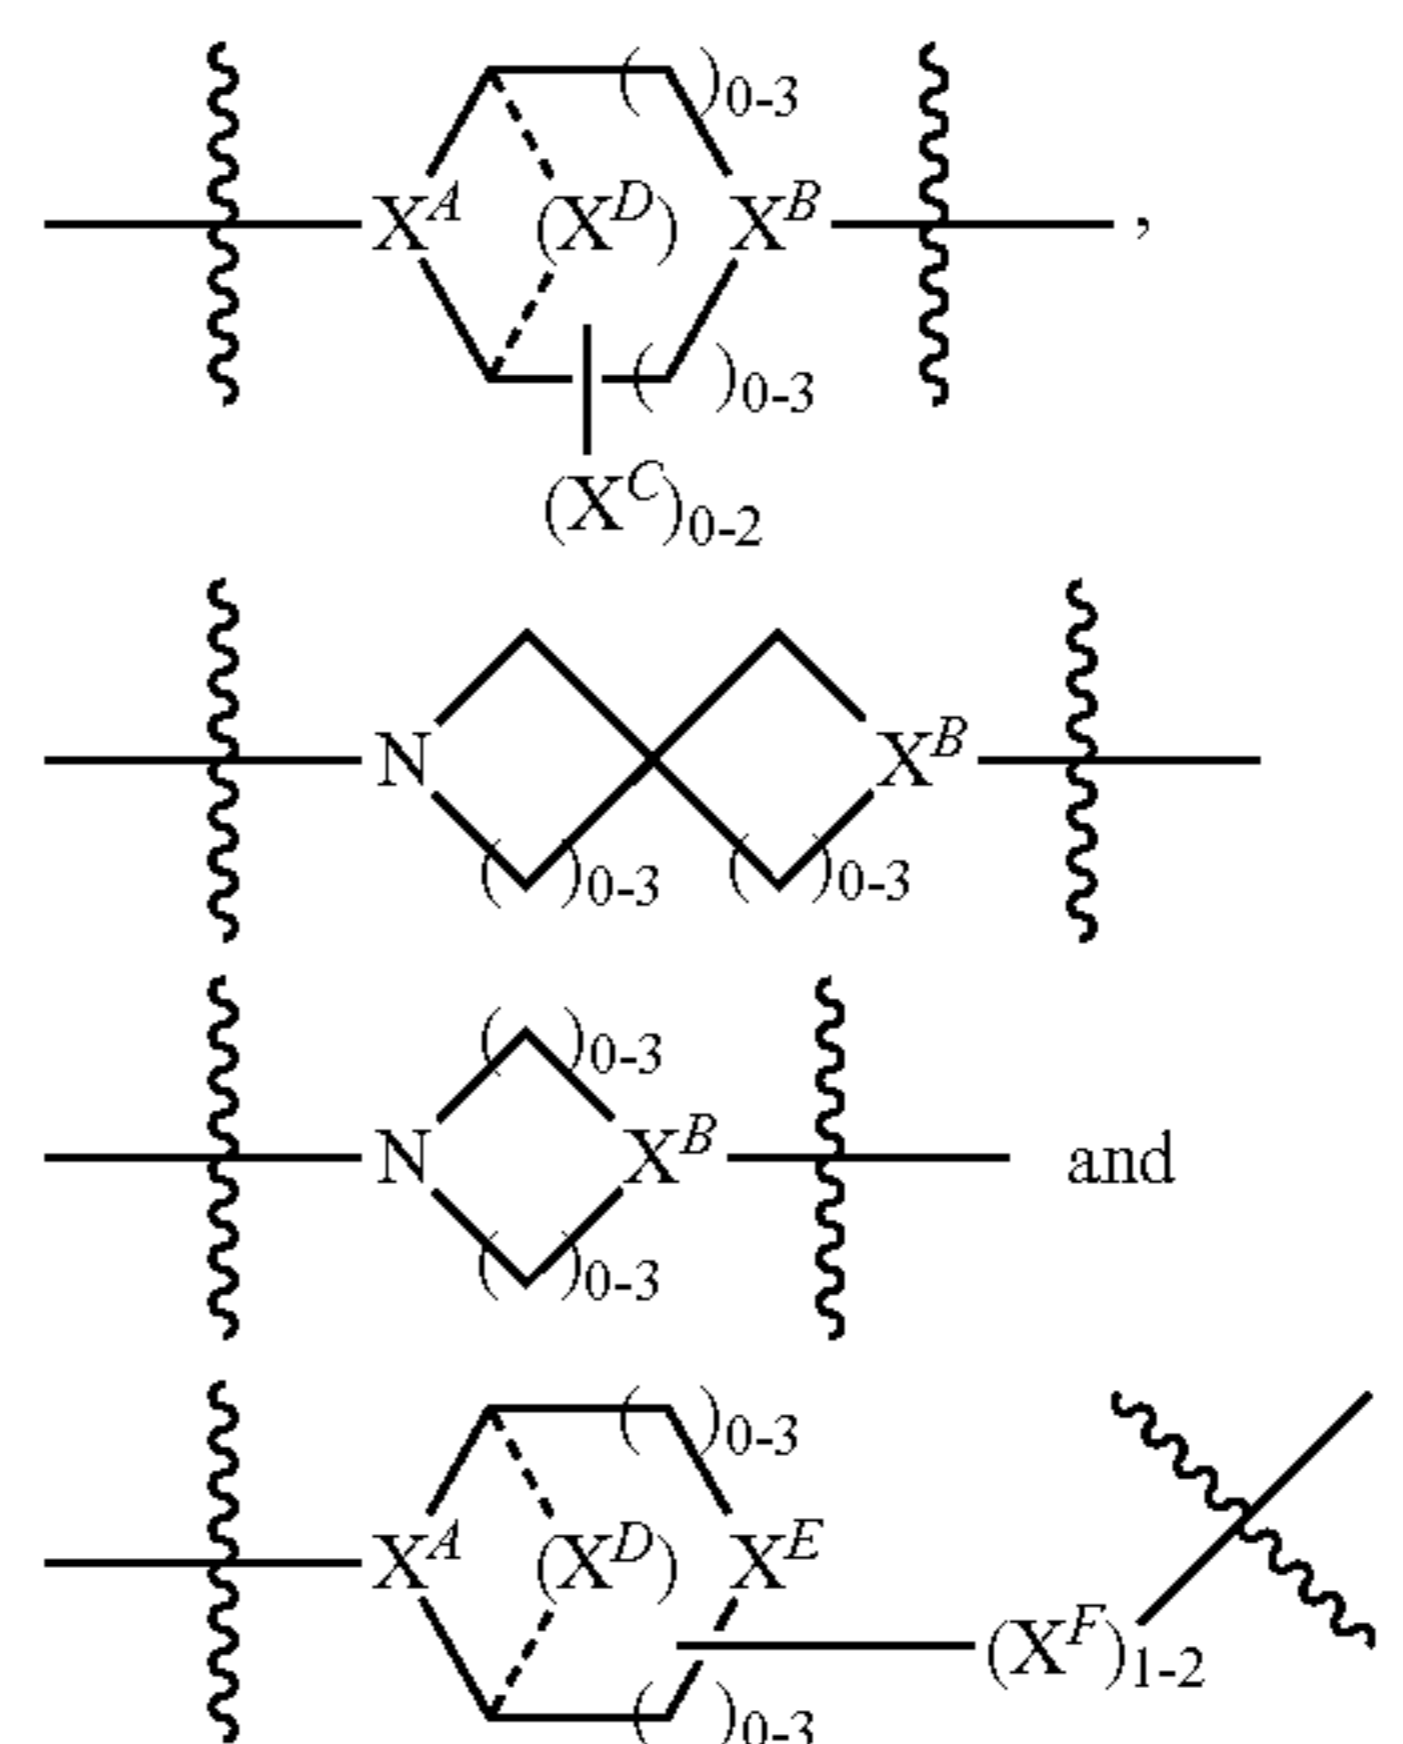 ( )0-3
X^A (X^D) X^B ,
( )0-3
(X^C)0-2
N X^B
( )0-3 ( )0-3
( )0-3
N X^B and
( )0-3
( )0-3
X^A (X^D) X^E
(X^F)1-2
( )0-3